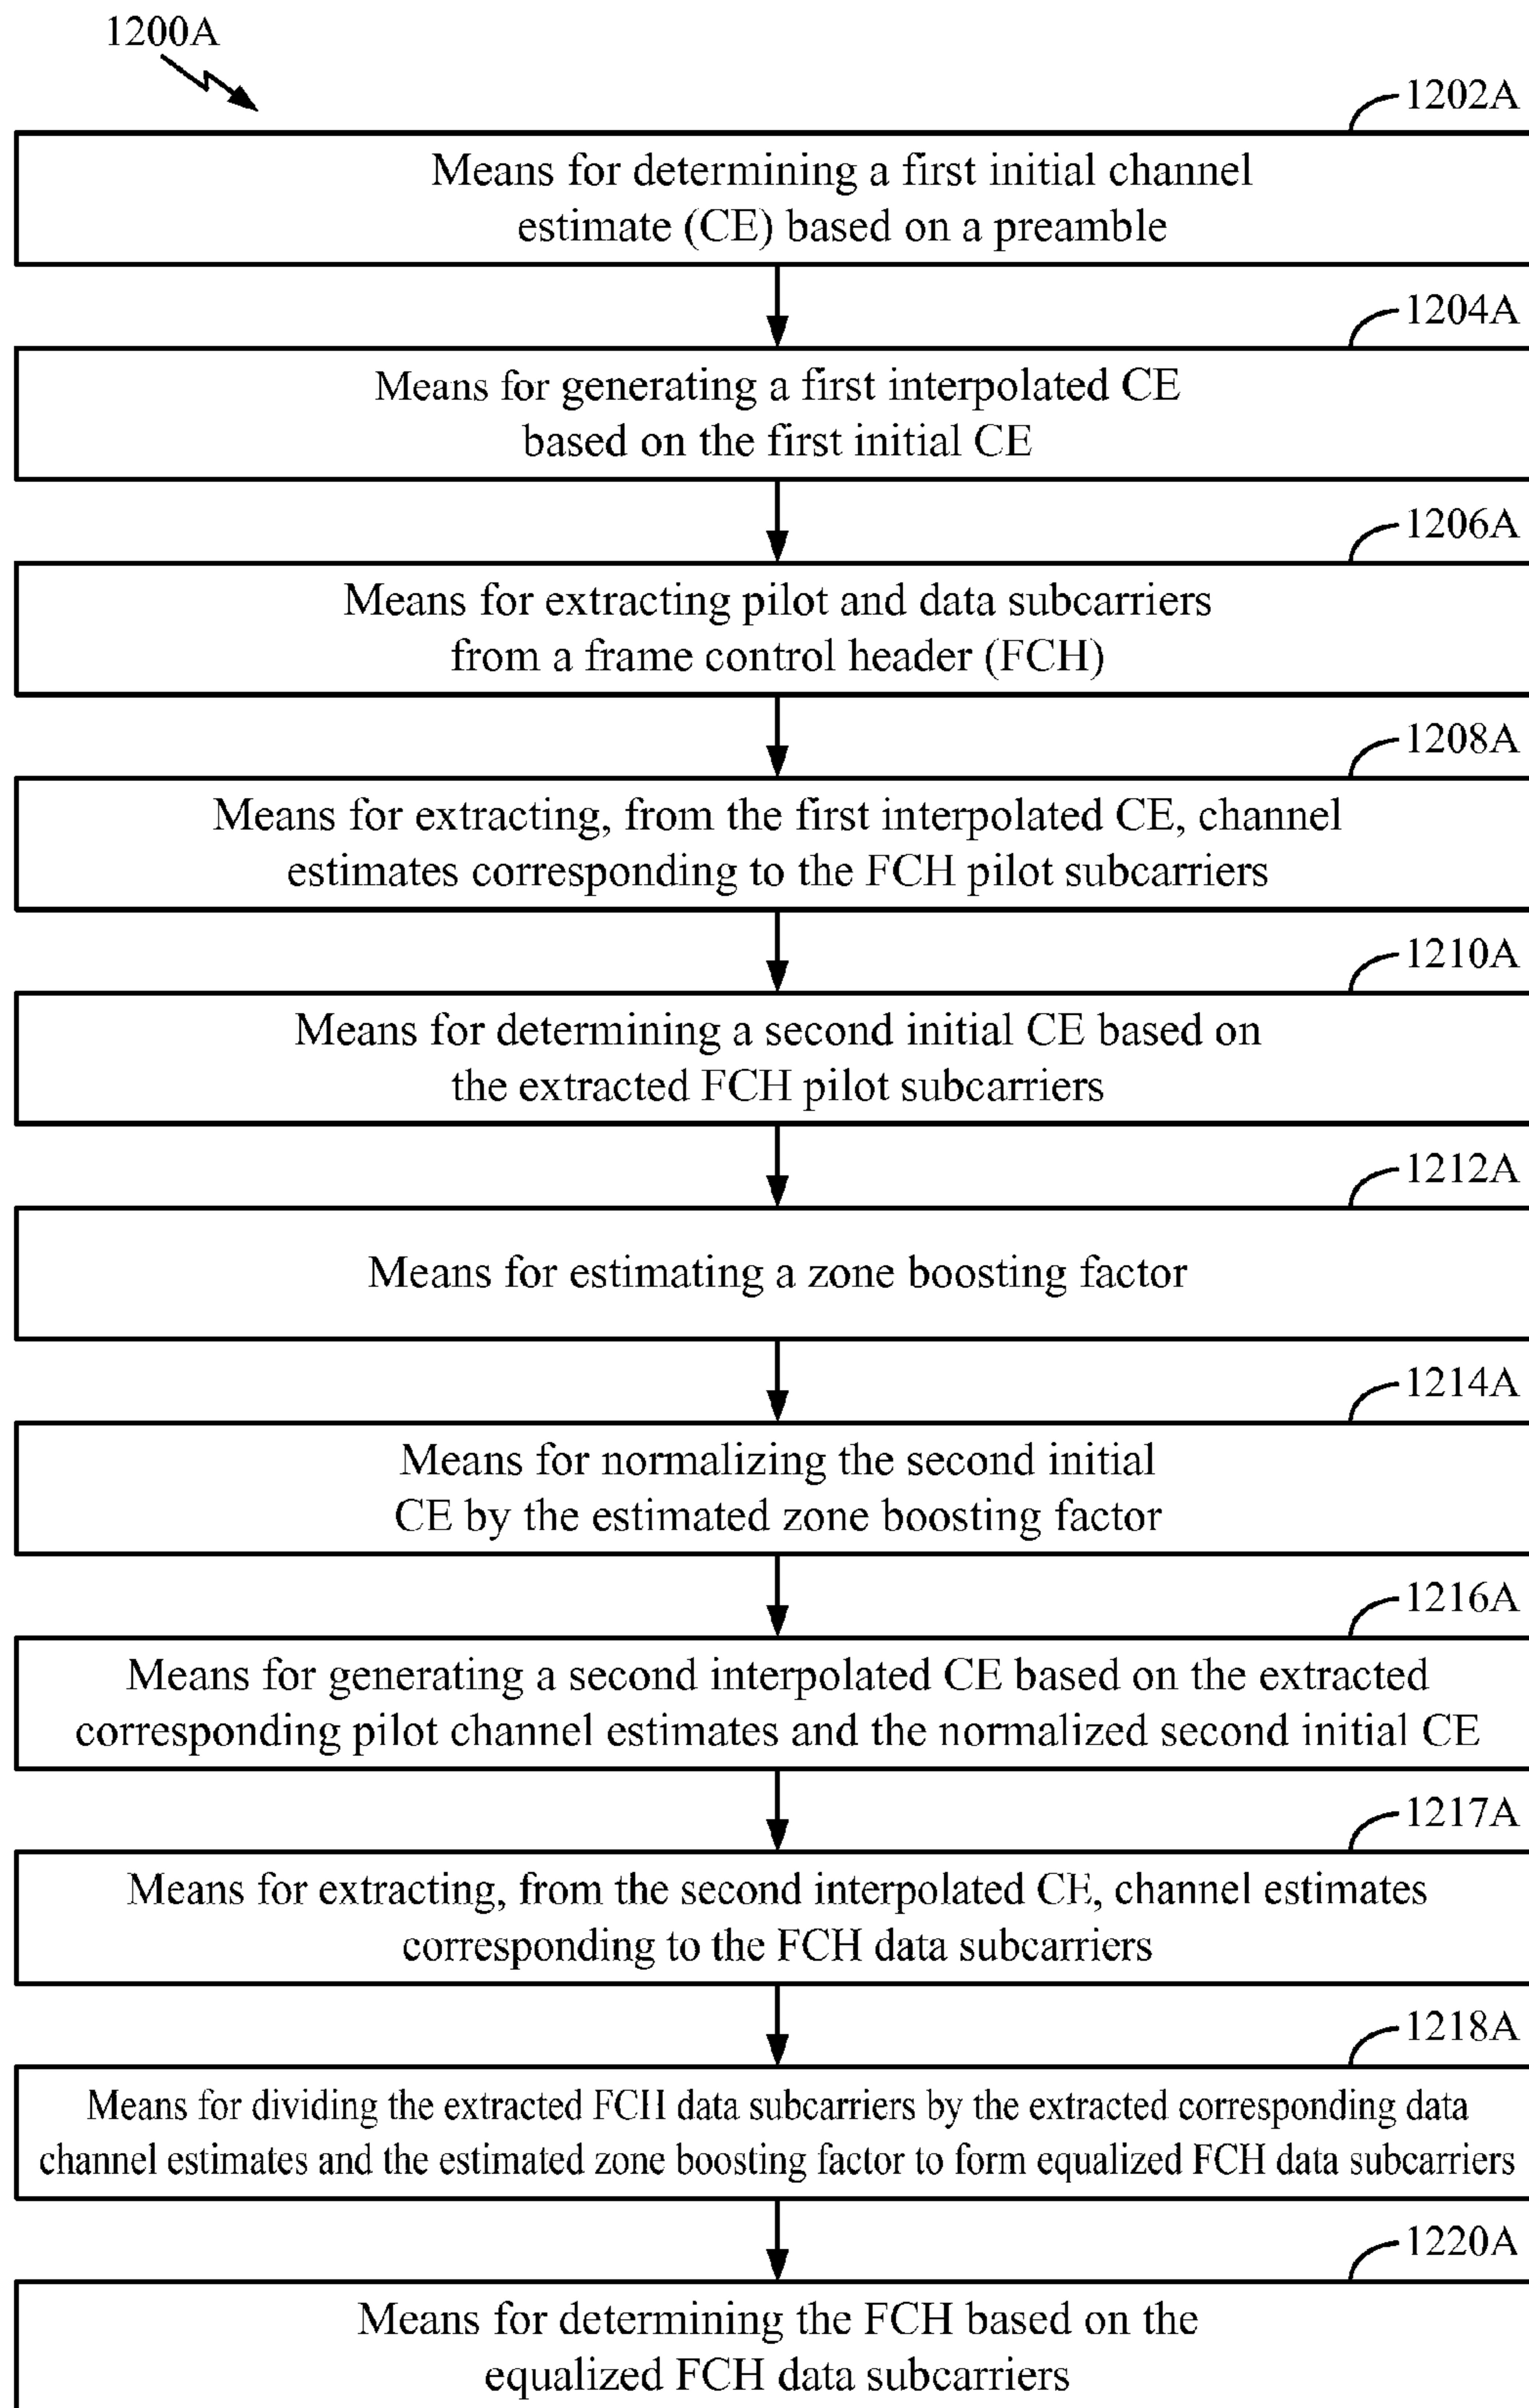 1200A
1202A
Means for determining a first initial channel
estimate (CE) based on a preamble
1204A
Means for generating a first interpolated CE
based on the first initial CE
1206A
Means for extracting pilot and data subcarriers
from a frame control header (FCH)
1208A
Means for extracting, from the first interpolated CE, channel
estimates corresponding to the FCH pilot subcarriers
1210A
Means for determining a second initial CE based on
the extracted FCH pilot subcarriers
1212A
Means for estimating a zone boosting factor
1214A
Means for normalizing the second initial
CE by the estimated zone boosting factor
1216A
Means for generating a second interpolated CE based on the extracted
corresponding pilot channel estimates and the normalized second initial CE
1217A
Means for extracting, from the second interpolated CE, channel estimates
corresponding to the FCH data subcarriers
1218A
Means for dividing the extracted FCH data subcarriers by the extracted corresponding data
channel estimates and the estimated zone boosting factor to form equalized FCH data subcarriers
1220A
Means for determining the FCH based on the
equalized FCH data subcarriers